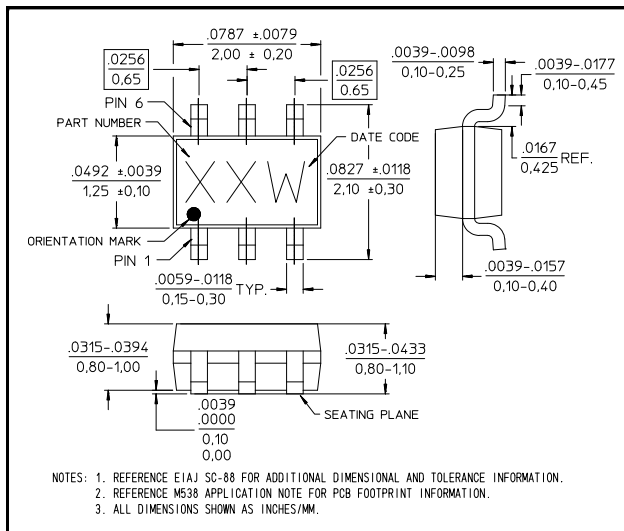 .0787 ±.0079
2,00 ± 0,20
.0256
0,65
.0256
0,65
.0039-.0098
0,10-0,25
.0039-.0177
0,10-0,45
PIN 6
PART NUMBER
DATE CODE
.0492 ±.0039
1,25 ±0,10
XXW
.0827 ±.0118
2,10 ±0,30
.0167
0,425
REF.
ORIENTATION MARK
PIN 1
.0059-.0118
0,15-0,30
TYP.
.0039-.0157
0,10-0,40
.0315-.0394
0,80-1,00
.0315-.0433
0,80-1,10
.0039
.0000
0,10
0,00
SEATING PLANE
NOTES: 1. REFERENCE EIAJ SC-88 FOR ADDITIONAL DIMENSIONAL AND TOLERANCE INFORMATION.
2. REFERENCE M538 APPLICATION NOTE FOR PCB FOOTPRINT INFORMATION.
3. ALL DIMENSIONS SHOWN AS INCHES/MM.